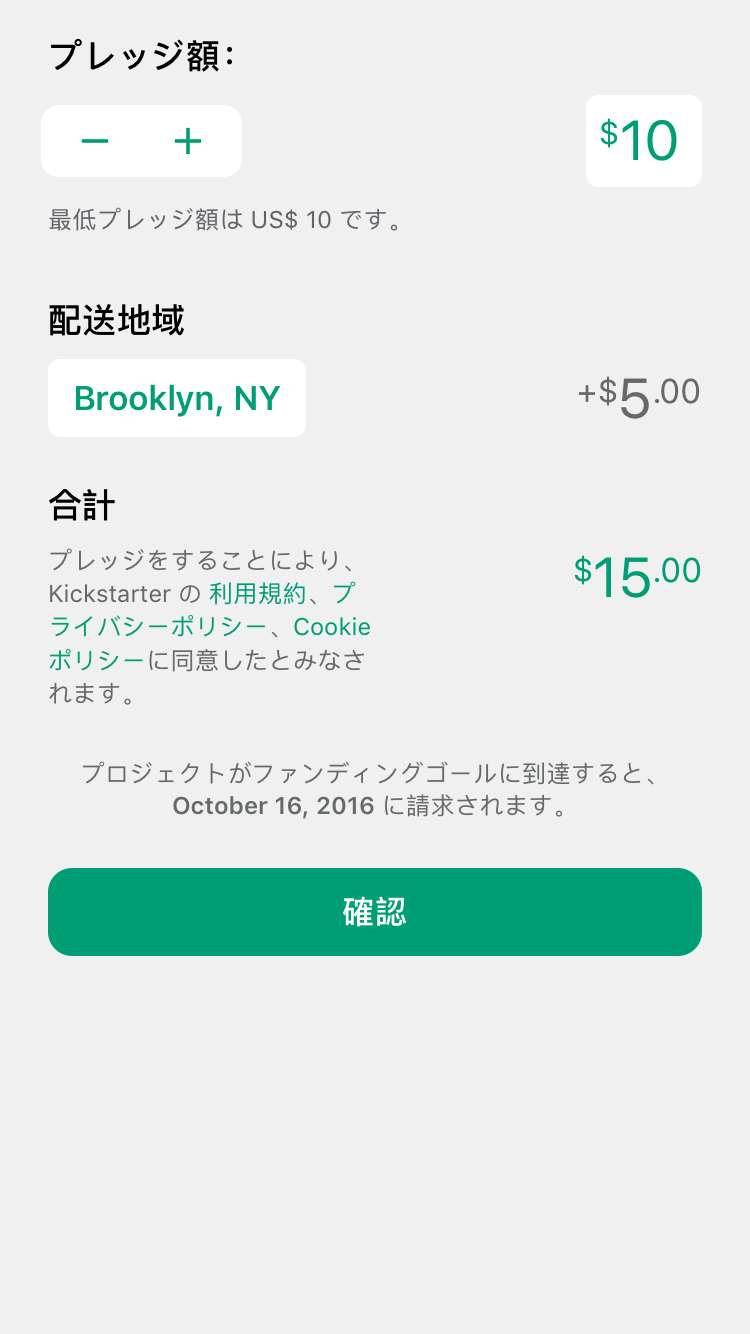 プレッジ額：
− +
$10
最低プレッジ額は US$ 10 です。
配送地域
Brooklyn, NY
+$5.00
合計
$15.00
プレッジをすることにより、
Kickstarter の 利用規約、プ
ライバシーポリシー、Cookie
ポリシーに同意したとみなさ
れます。
プロジェクトがファンディングゴールに到達すると、
October 16, 2016 に請求されます。
確認